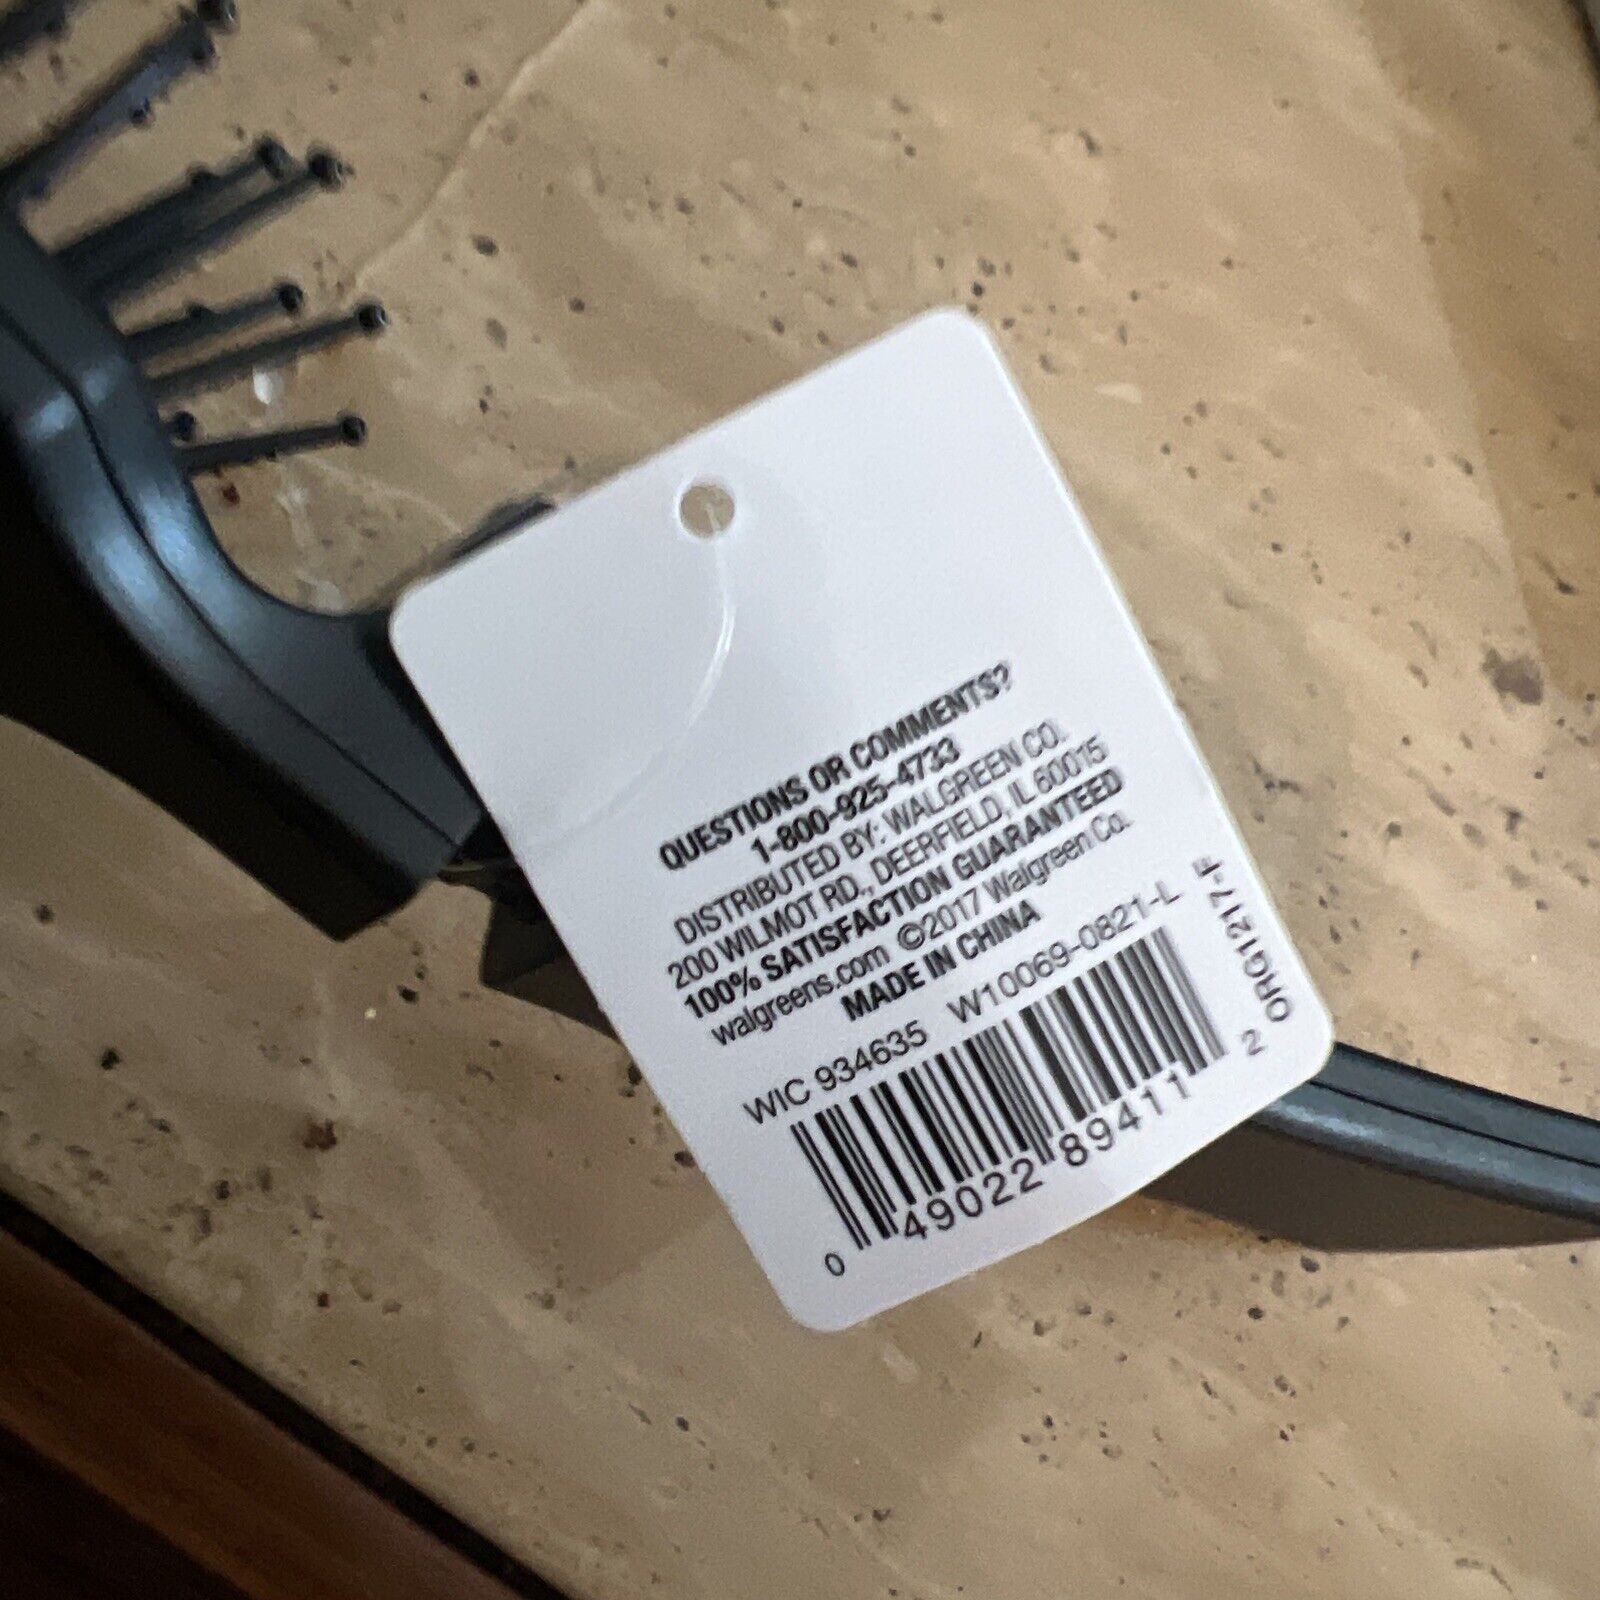 QUESTIONS OR COMMENTS?
1-800-925-4733
DISTRIBUTED BY: WALGREEN CO.
200 WILMOT RD., DEERFIELD, IL 60015
100% SATISFACTION GUARANTEED
walgreens.com ©2017 Walgreen Co.
MADE IN CHINA
WIC 934635 W10069-0821-L
ORG1217-F
0 49022 89411 2